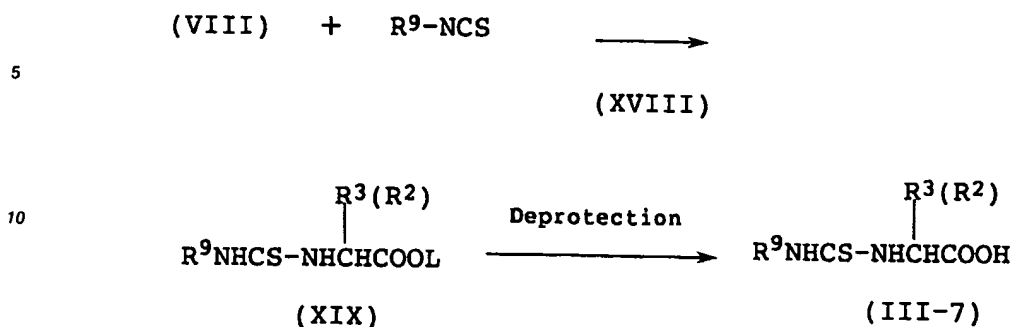 (VIII) + R⁹-NCS
5
(XVIII)
R³(R²) R³(R²)
10 Deprotection
R⁹NHCS-NHCHCOOL R⁹NHCS-NHCHCOOH
(XIX) (III-7)